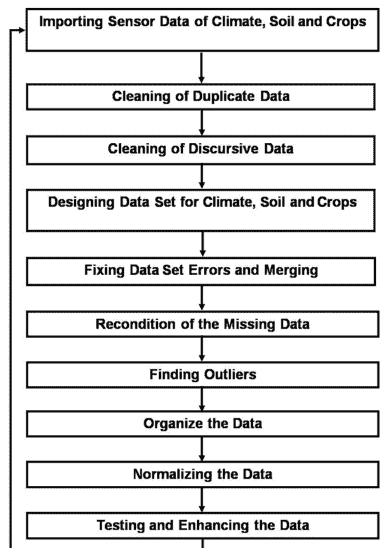 Importing Sensor Data of Climate, Soil and Crops
Cleaning of Duplicate Data
Cleaning of Discursive Data
Designing Data Set for Climate, Soil and Crops
Fixing Data Set Errors and Merging
Recondition of the Missing Data
Finding Outliers
Organize the Data
Normalizing the Data
Testing and Enhancing the Data